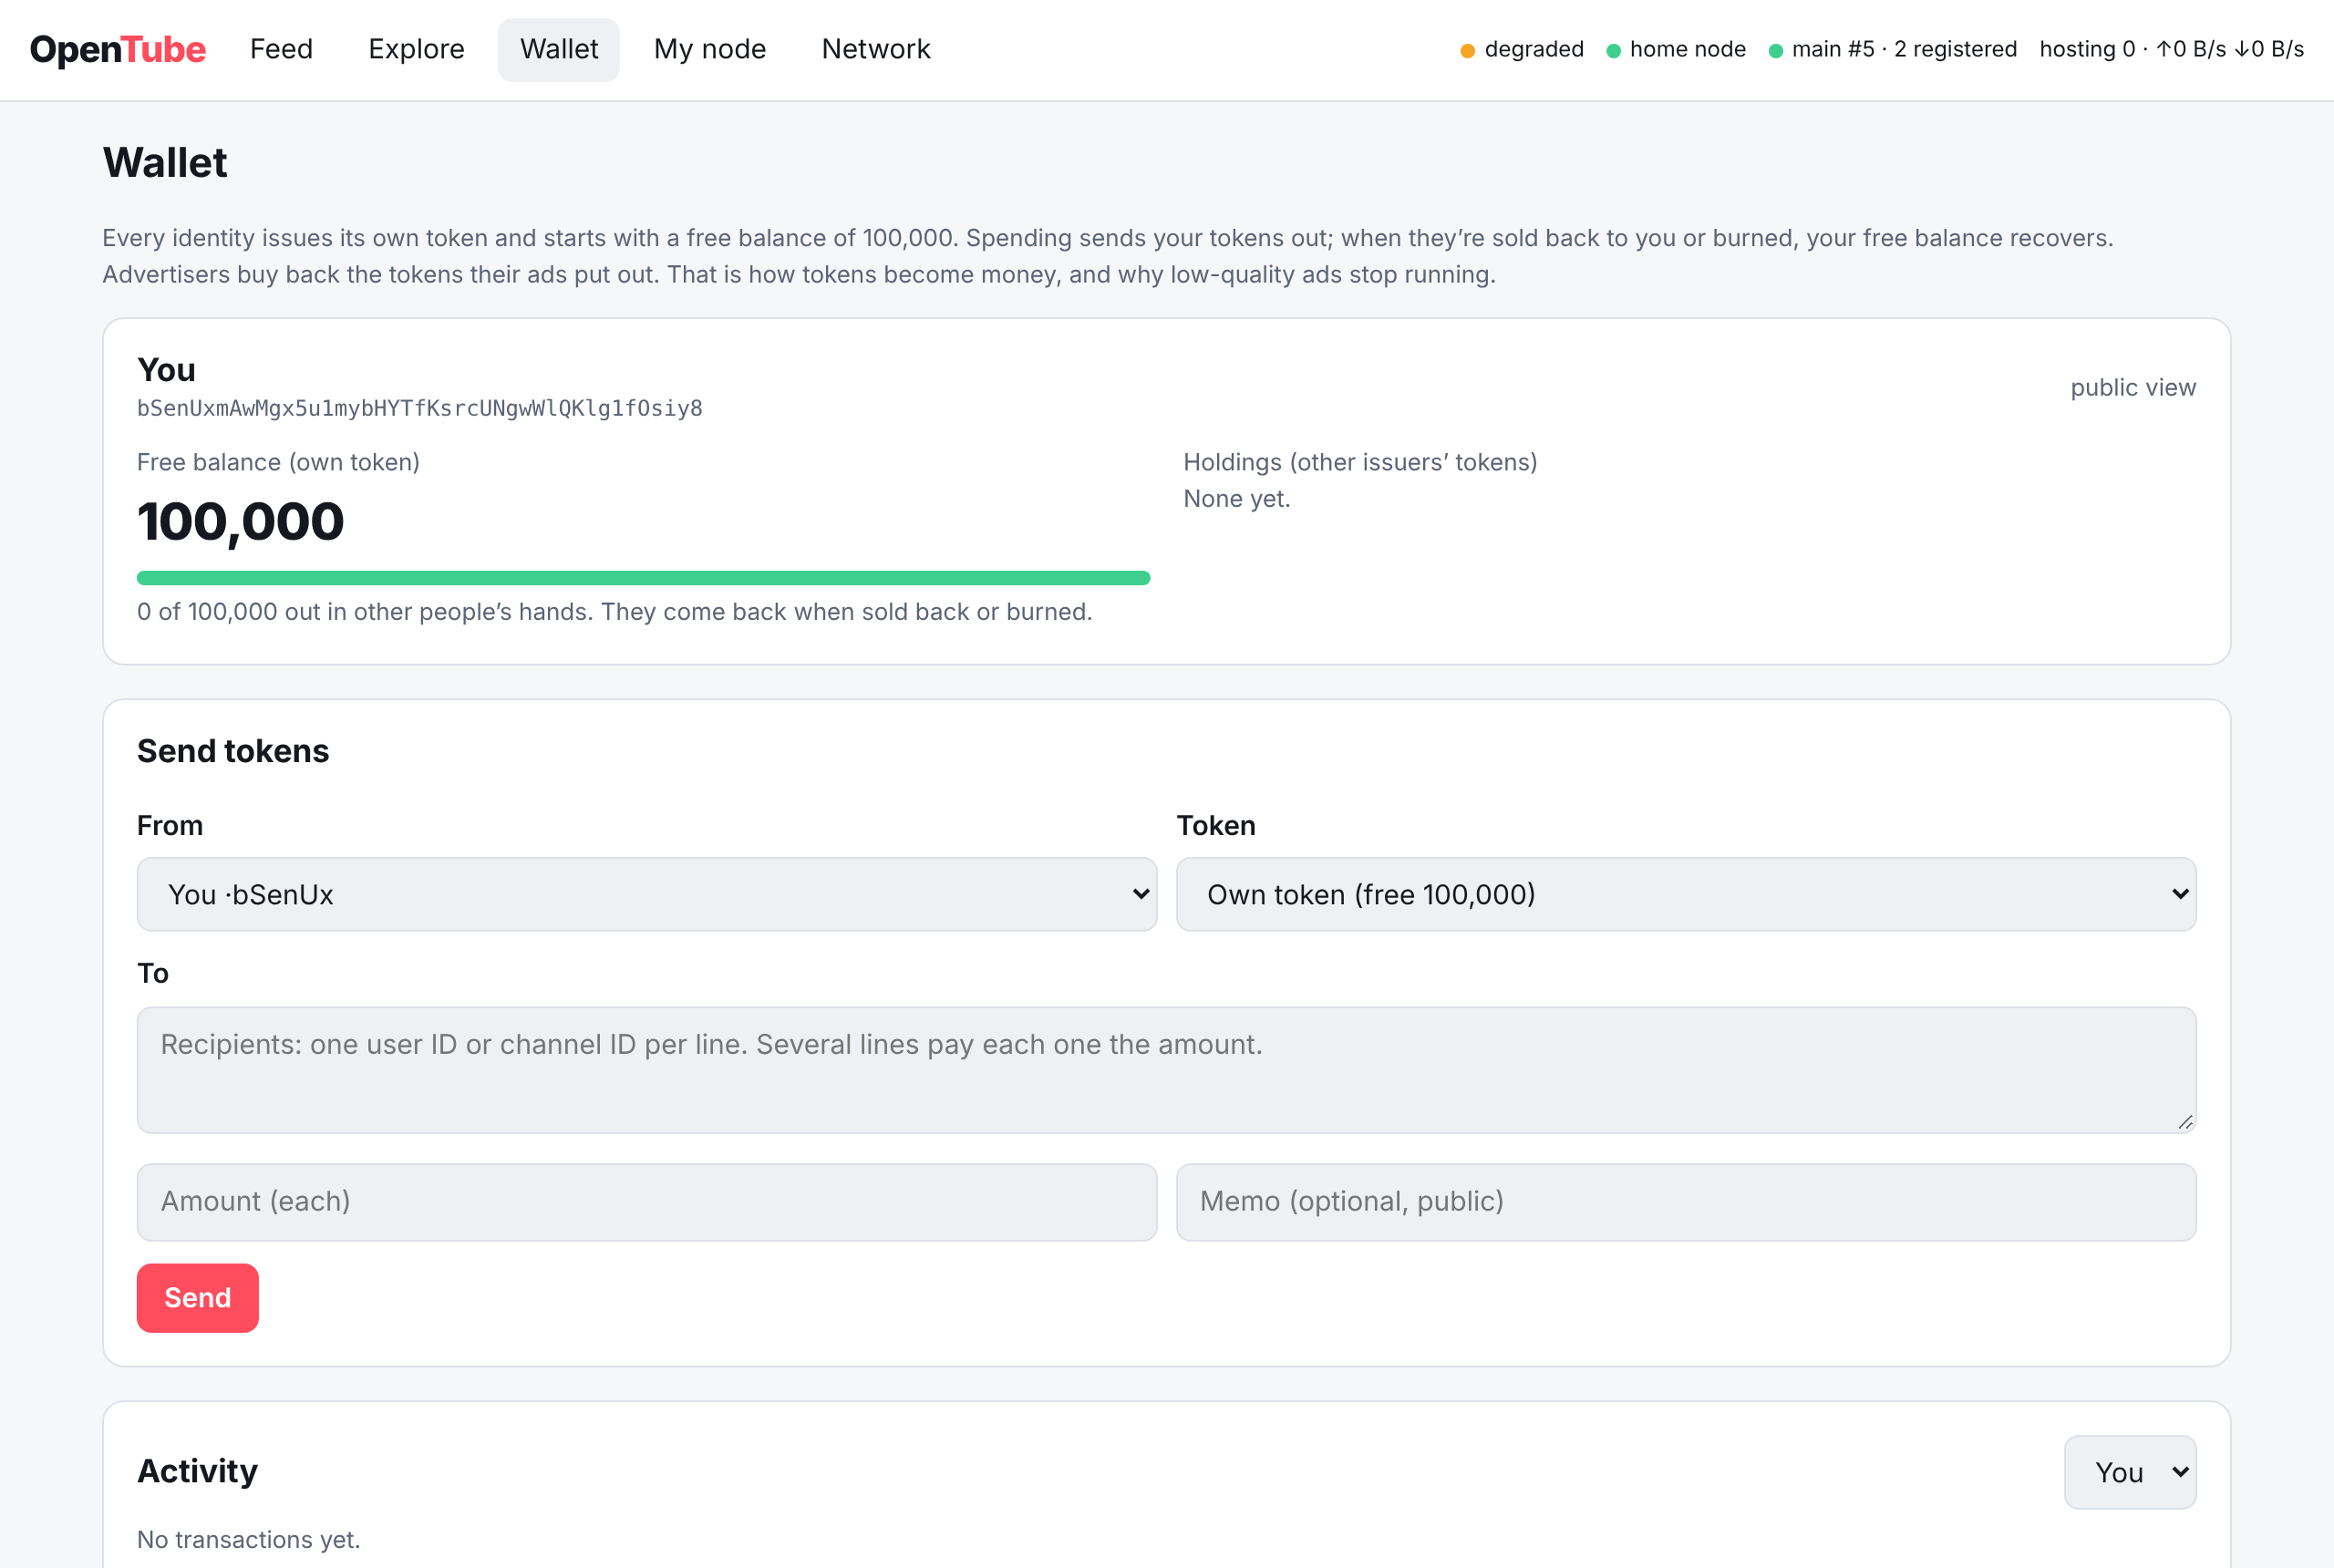 OpenTube
Feed
Explore
Wallet
My node
Network
degraded
home node
main #5 · 2 registered
hosting 0 · ↑0 B/s ↓0 B/s
Wallet
Every identity issues its own token and starts with a free balance of 100,000. Spending sends your tokens out; when they’re sold back to you or burned, your free balance recovers.
Advertisers buy back the tokens their ads put out. That is how tokens become money, and why low-quality ads stop running.
You
bSenUxmAwMgx5u1mybHYTfKsrcUNgwWlQKlg1fOsiy8
public view
Free balance (own token)
100,000
0 of 100,000 out in other people’s hands. They come back when sold back or burned.
Holdings (other issuers’ tokens)
None yet.
Send tokens
From
Token
You ·bSenUx
Own token (free 100,000)
To
Recipients: one user ID or channel ID per line. Several lines pay each one the amount.
Amount (each)
Memo (optional, public)
Send
Activity
You
No transactions yet.